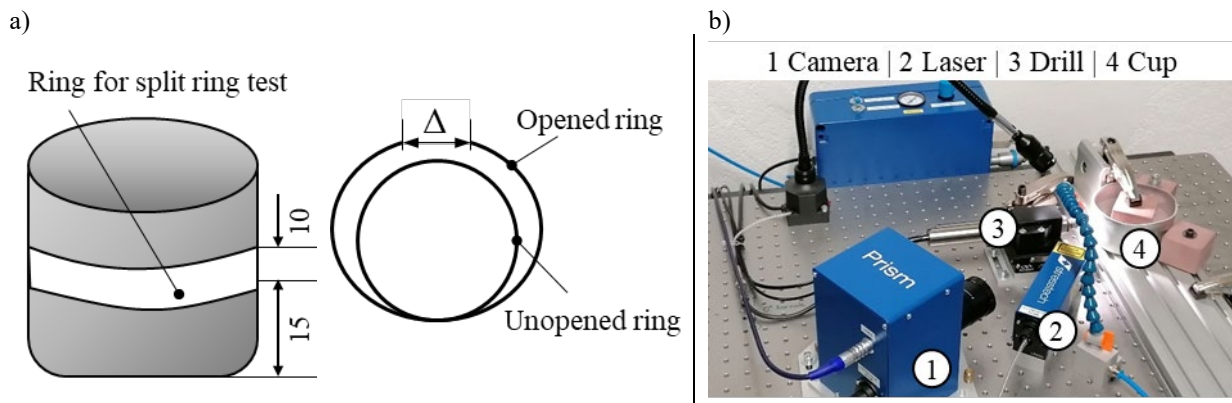 a)
Ring for split ring test
Δ
Opened ring
10
15
Unopened ring
b)
1 Camera | 2 Laser | 3 Drill | 4 Cup
Prism
stresstech
1
2
3
4